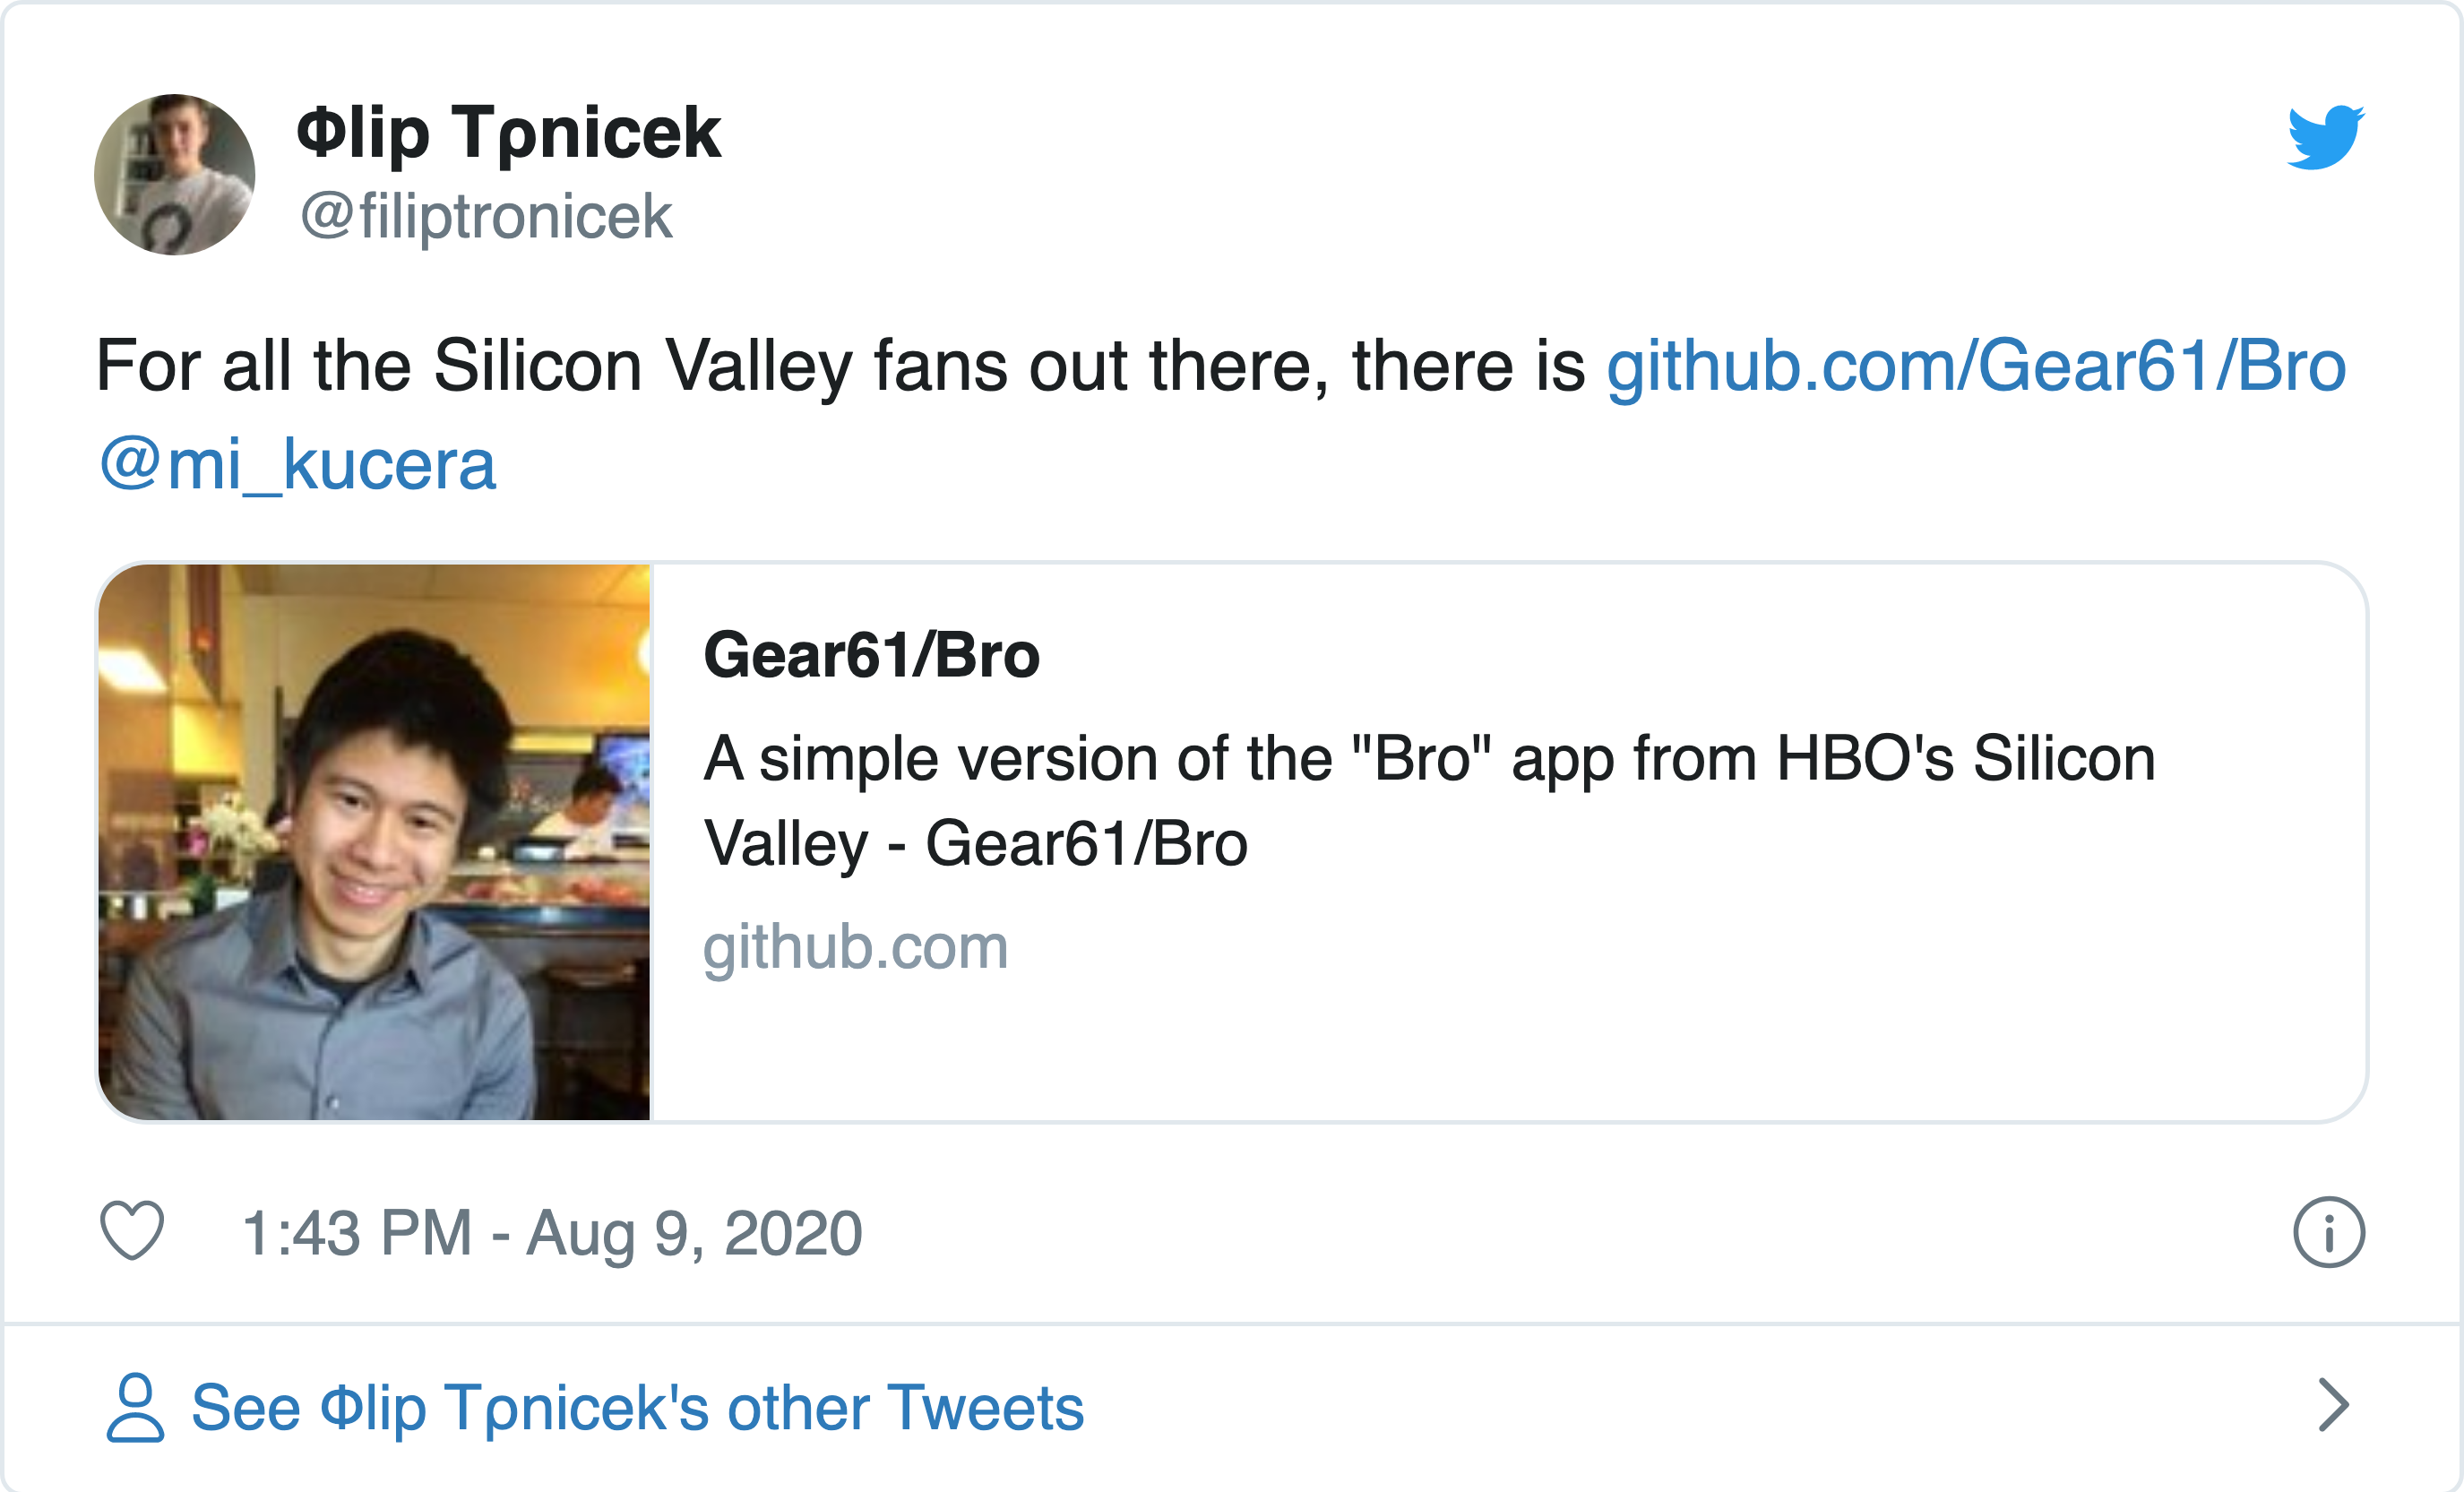 Φlip Tρnicek
@filiptronicek
For all the Silicon Valley fans out there, there is github.com/Gear61/Bro
@mi_kucera
Gear61/Bro
A simple version of the "Bro" app from HBO's Silicon
Valley - Gear61/Bro
github.com
1:43 PM - Aug 9, 2020
See Φlip Tρnicek's other Tweets